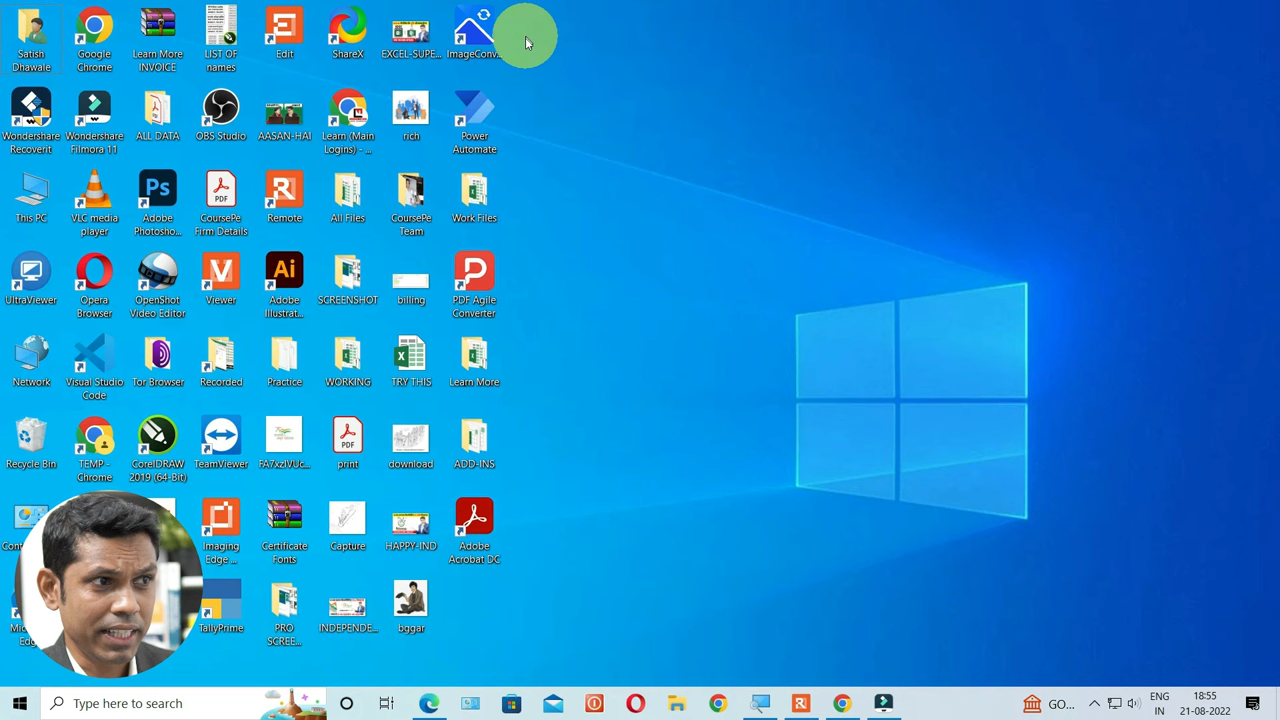 Satish
Dhawale
Google
Chrome
Learn More
INVOICE
LIST OF
names
Edit
ShareX
EXCEL-SUPE...
ImageConv...
Wondershare
Recoverit
Wondershare
Filmora 11
ALL DATA
OBS Studio
AASAN-HAI
Learn (Main
Logins) - ...
rich
Power
Automate
This PC
VLC media
player
Ps
Adobe
Photosho...
PDF
CoursePe
Firm Details
Remote
All Files
CoursePe
Team
Work Files
UltraViewer
Opera
Browser
OpenShot
Video Editor
Viewer
Ai
Adobe
Illustrat...
SCREENSHOT
billing
PDF Agile
Converter
Network
Visual Studio
Code
Tor Browser
Recorded
Practice
WORKING
TRY THIS
Learn More
Recycle Bin
TEMP -
Chrome
CorelDRAW
2019 (64-Bit)
TeamViewer
FA7xzIVUc...
PDF
print
download
ADD-INS
Imaging
Edge ...
Certificate
Fonts
Capture
HAPPY-IND
Adobe
Acrobat DC
TallyPrime
PRO
SCREE...
INDEPENDE...
bggar
Type here to search
GO...
ENG
IN
18:55
21-08-2022